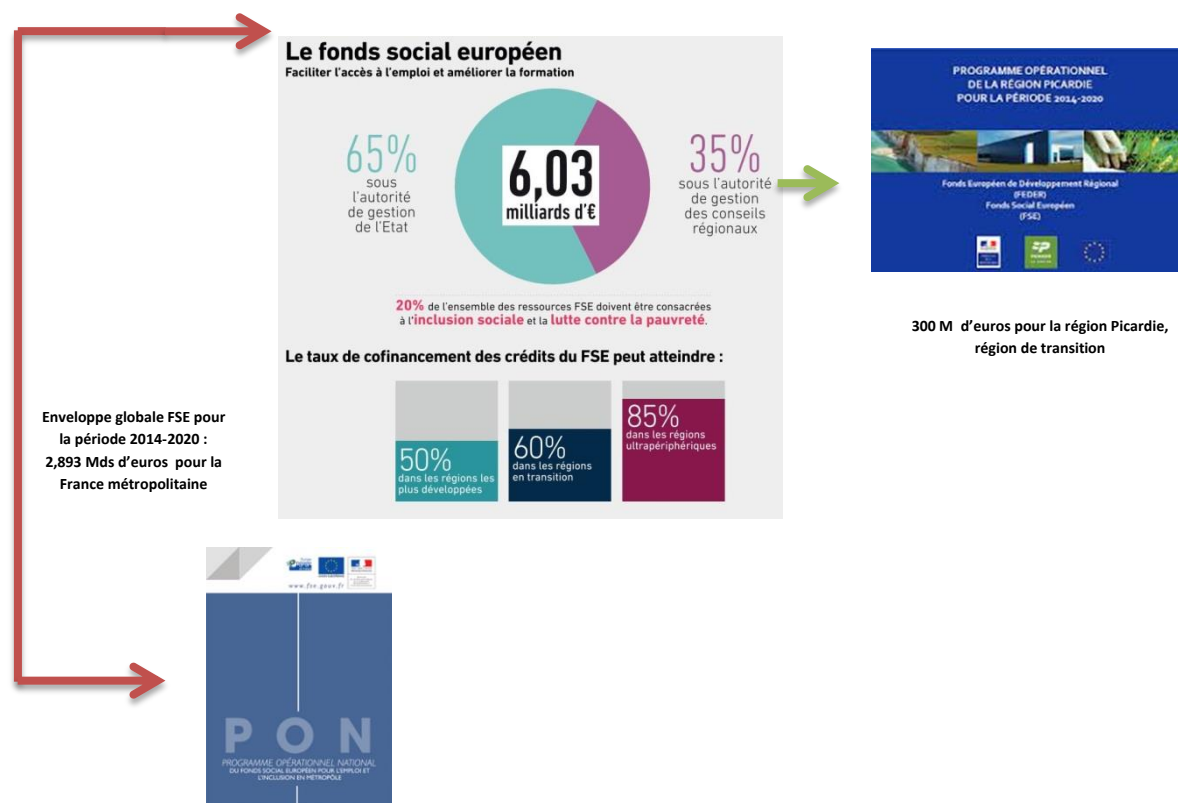 Le fonds social européen
Faciliter l'accès à l'emploi et améliorer la formation
65%
sous
l'autorité
de gestion
de l'Etat
6,03
milliards d'€
35%
sous l'autorité
de gestion
des conseils
régionaux
20% de l'ensemble des ressources FSE doivent être consacrées
à l'inclusion sociale et la lutte contre la pauvreté.
Le taux de cofinancement des crédits du FSE peut atteindre :
50%
dans les régions les
plus développées
60%
dans les régions
en transition
85%
dans les régions
ultrapériphériques
PROGRAMME OPÉRATIONNEL
DE LA RÉGION PICARDIE
POUR LA PÉRIODE 2014-2020
Fonds Européen de Développement Régional
(FEDER)
Fonds Social Européen
(FSE)
300 M d'euros pour la région Picardie,
région de transition
Enveloppe globale FSE pour
la période 2014-2020 :
2,893 Mds d'euros pour la
France métropolitaine
www.fse.gouv.fr
PON
PROGRAMME OPÉRATIONNEL NATIONAL
DU FONDS SOCIAL EUROPÉEN POUR L'EMPLOI ET
L'INCLUSION EN MÉTROPOLE